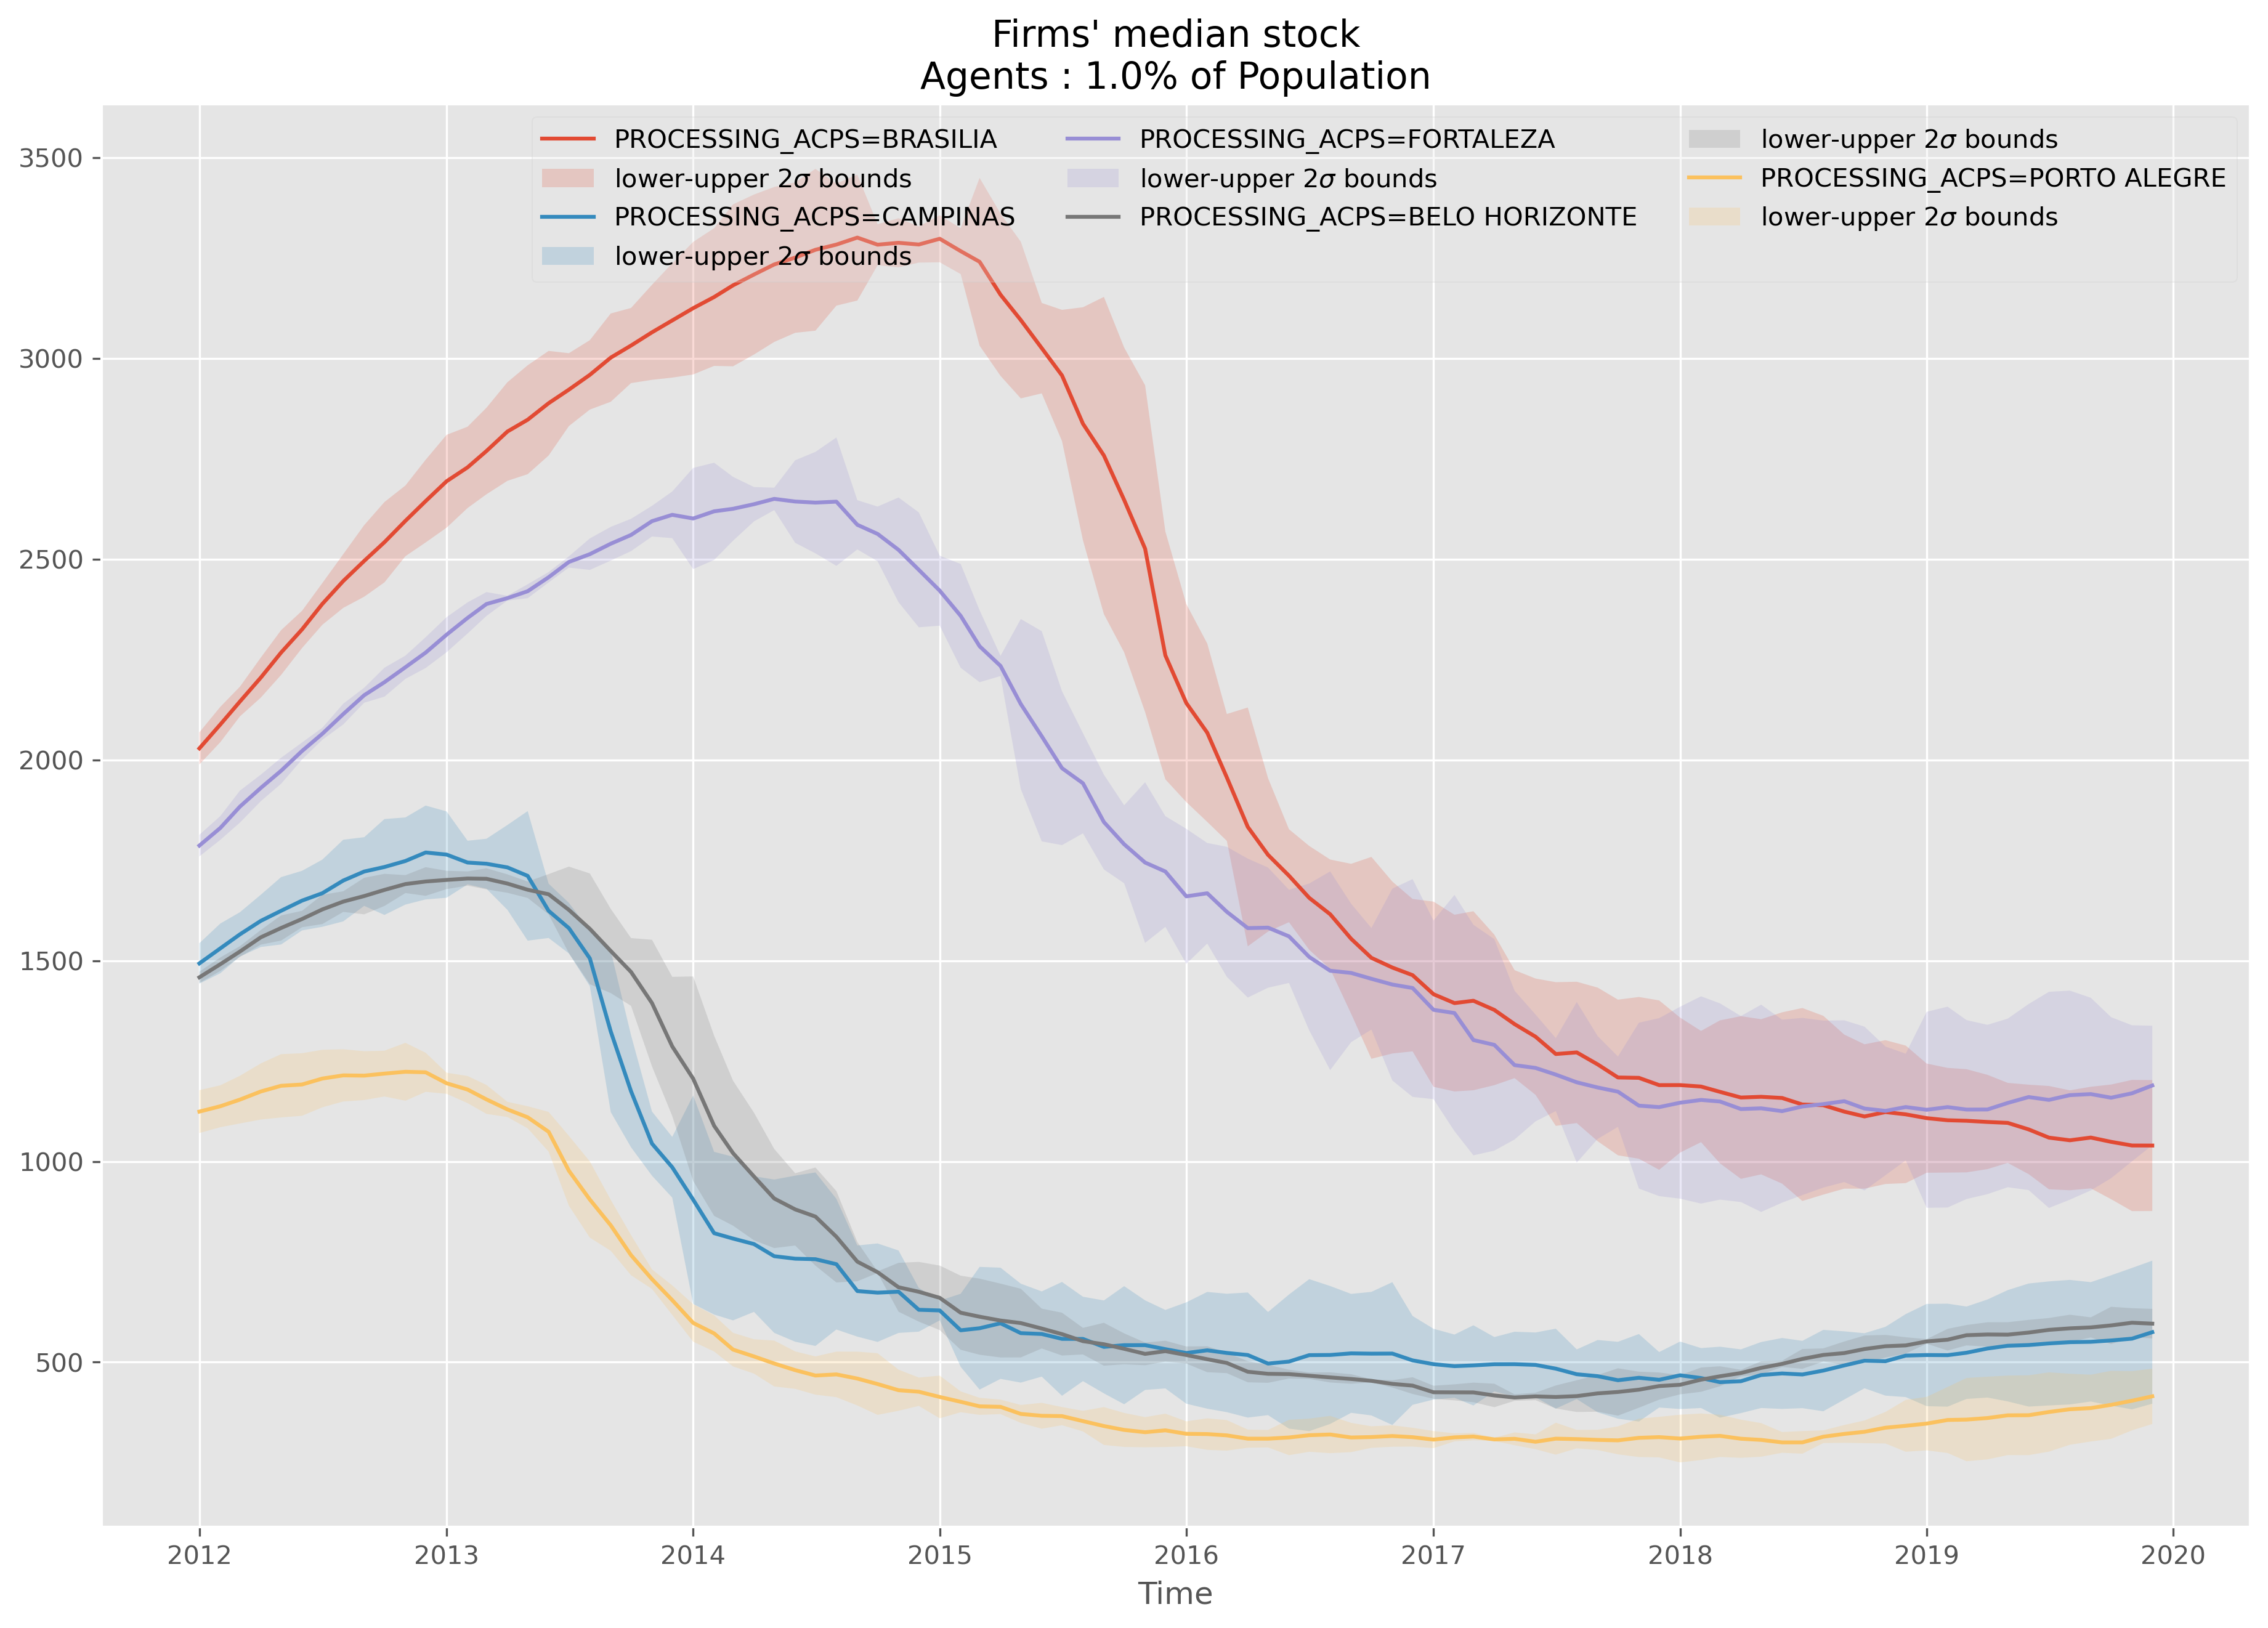 Firms' median stock
Agents : 1.0% of Population
PROCESSING_ACPS=BRASILIA
lower-upper 2σ bounds
PROCESSING_ACPS=CAMPINAS
lower-upper 2σ bounds
PROCESSING_ACPS=FORTALEZA
lower-upper 2σ bounds
PROCESSING_ACPS=BELO HORIZONTE
lower-upper 2σ bounds
PROCESSING_ACPS=PORTO ALEGRE
lower-upper 2σ bounds
3500
3000
2500
2000
1500
1000
500
2012 2013 2014 2015 2016 2017 2018 2019 2020
Time